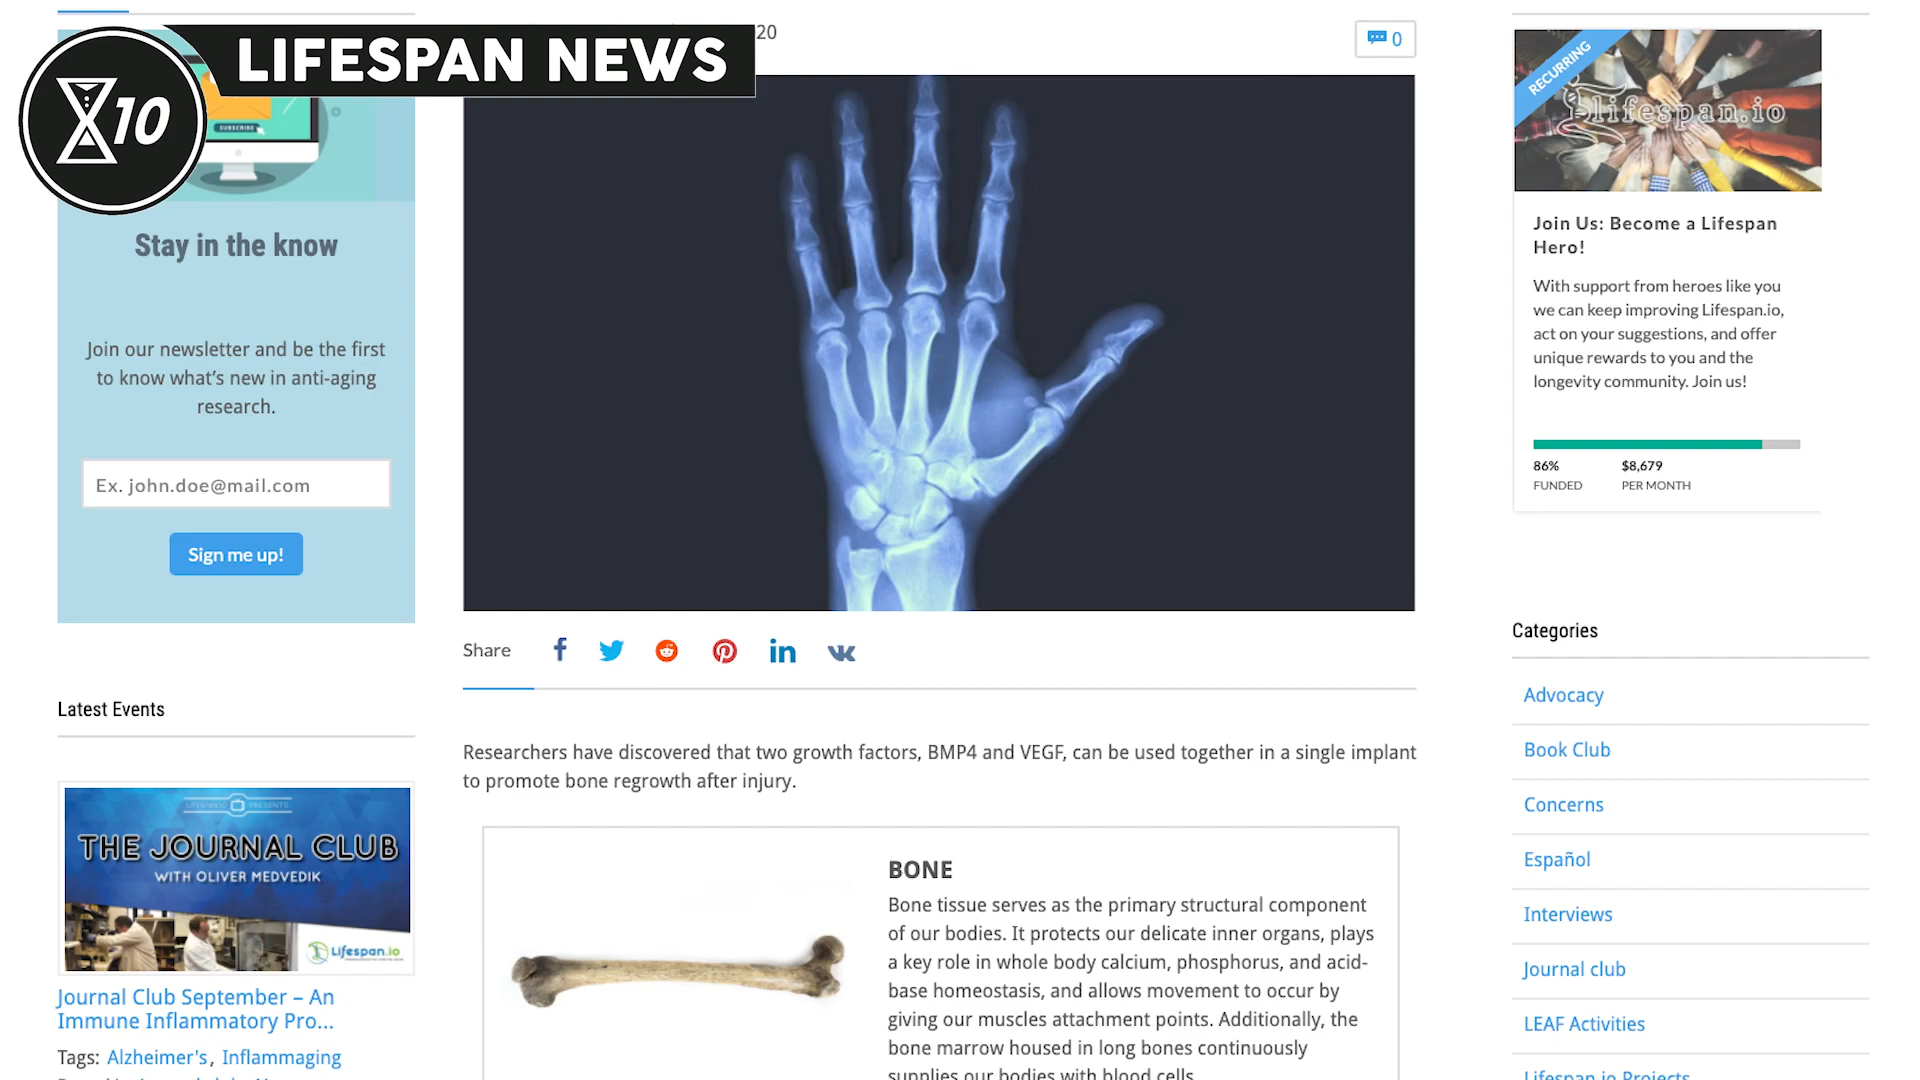 LIFESPAN NEWS
X10
20
0
SUBSCRIBE
Stay in the know
Join our newsletter and be the first
to know what's new in anti-aging
research.
Ex. john.doe@mail.com
Sign me up!
Latest Events
LIFESPAN.IO PRESENTS
THE JOURNAL CLUB
WITH OLIVER MEDVEDIK
Lifespan.io
Journal Club September – An
Immune Inflammatory Pro...
Tags: Alzheimer's, Inflammaging
Share
Researchers have discovered that two growth factors, BMP4 and VEGF, can be used together in a single implant
to promote bone regrowth after injury.
BONE
Bone tissue serves as the primary structural component
of our bodies. It protects our delicate inner organs, plays
a key role in whole body calcium, phosphorus, and acid-
base homeostasis, and allows movement to occur by
giving our muscles attachment points. Additionally, the
bone marrow housed in long bones continuously
supplies our bodies with blood cells.
RECURRING
lifespan.io
Join Us: Become a Lifespan
Hero!
With support from heroes like you
we can keep improving Lifespan.io,
act on your suggestions, and offer
unique rewards to you and the
longevity community. Join us!
86%
FUNDED
$8,679
PER MONTH
Categories
Advocacy
Book Club
Concerns
Español
Interviews
Journal club
LEAF Activities
Lifespan.io Projects